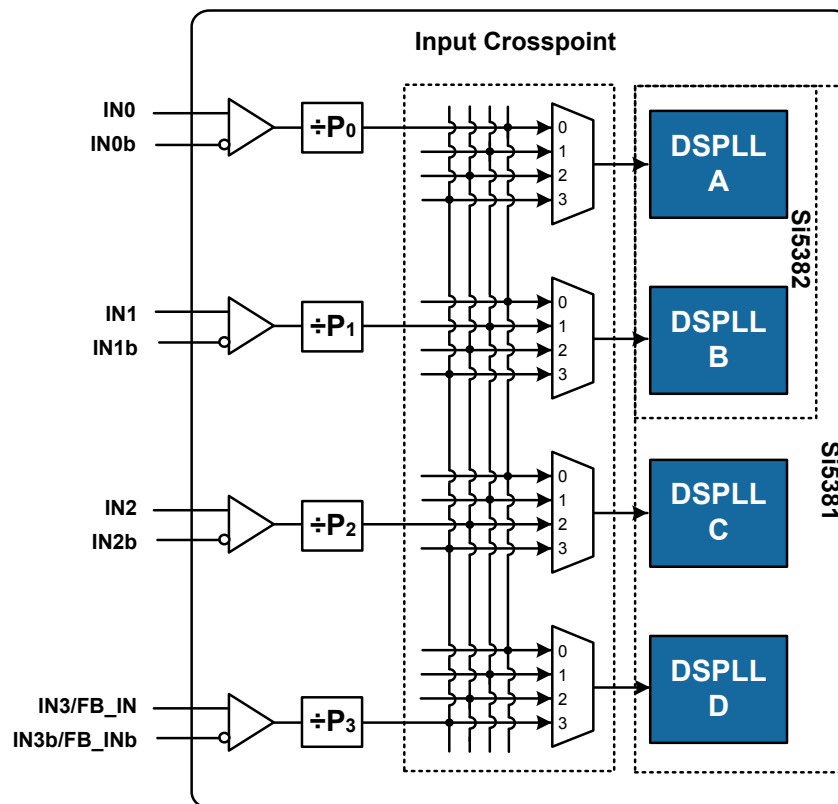 Input Crosspoint
IN0
IN0b
÷P0
0
1
2
3
DSPLL
A
Si5382
IN1
IN1b
÷P1
0
1
2
3
DSPLL
B
Si5381
IN2
IN2b
÷P2
0
1
2
3
DSPLL
C
IN3/FB_IN
IN3b/FB_INb
÷P3
0
1
2
3
DSPLL
D